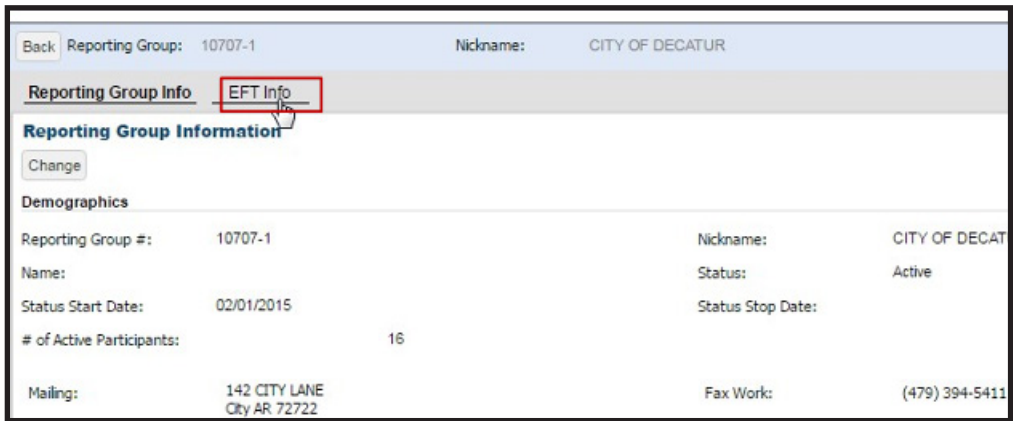 Back Reporting Group: 10707-1 Nickname: CITY OF DECATUR
Reporting Group Info EFT Info
Reporting Group Information
Change
Demographics
Reporting Group #: 10707-1 Nickname: CITY OF DECAT
Name: Status: Active
Status Start Date: 02/01/2015 Status Stop Date:
# of Active Participants: 16
Mailing: 142 CITY LANE Fax Work: (479) 394-5411
City AR 72722